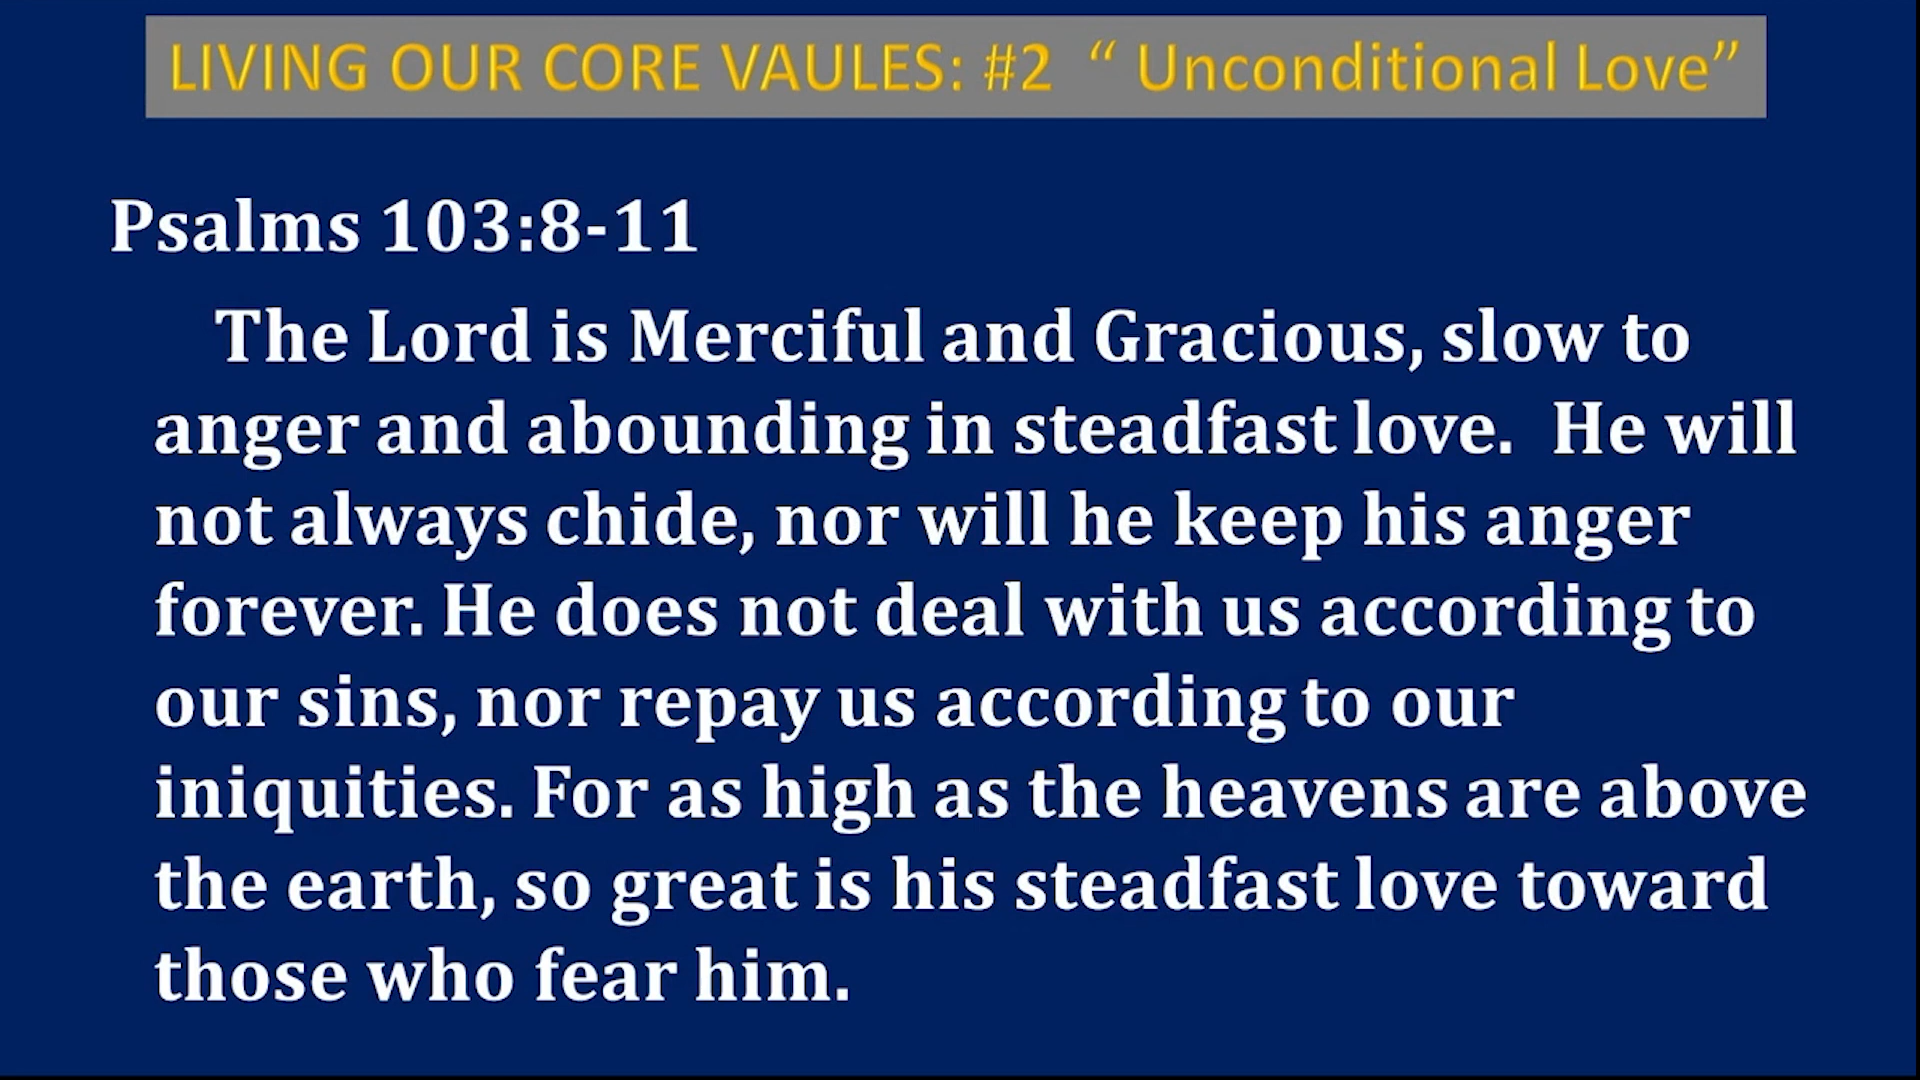 LIVING OUR CORE VAULES: #2 “ Unconditional Love”
Psalms 103:8-11
The Lord is Merciful and Gracious, slow to
anger and abounding in steadfast love. He will
not always chide, nor will he keep his anger
forever. He does not deal with us according to
our sins, nor repay us according to our
iniquities. For as high as the heavens are above
the earth, so great is his steadfast love toward
those who fear him.